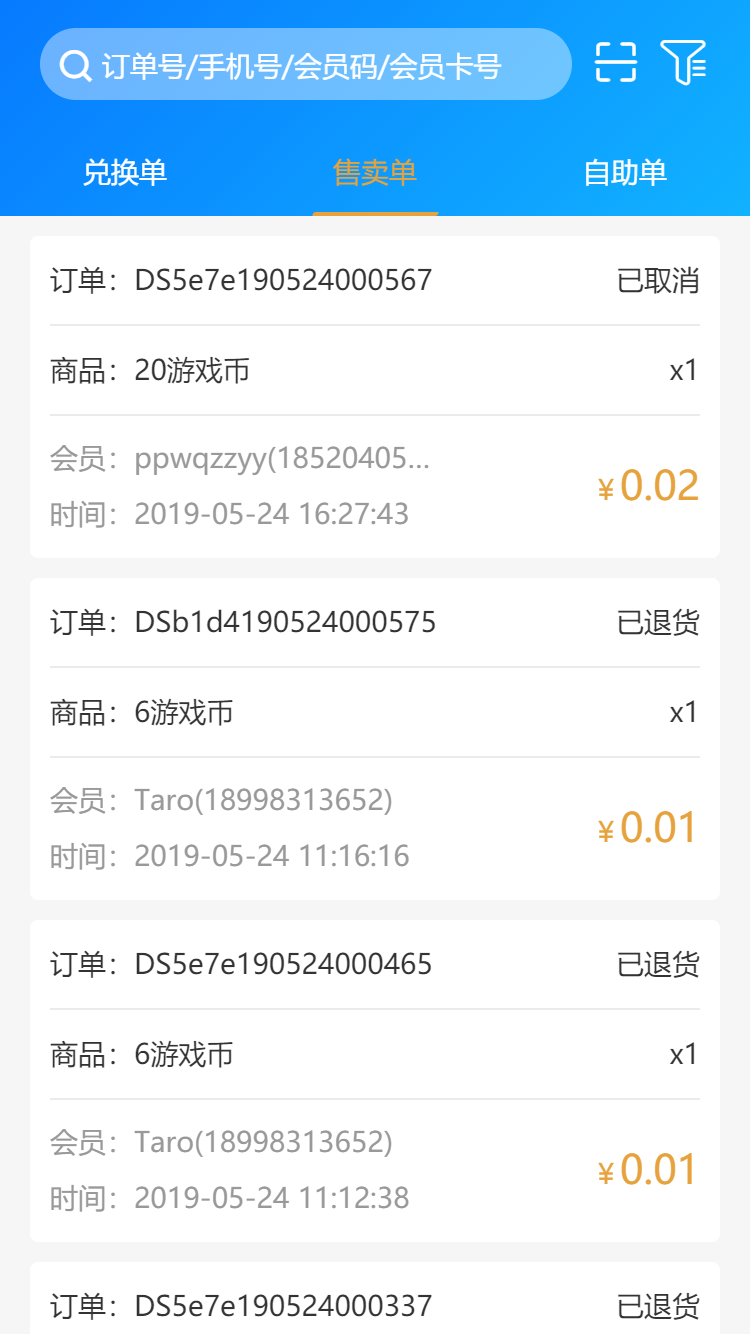 订单号/手机号/会员码/会员卡号
兑换单 售卖单 自助单
订单：DS5e7e190524000567 已取消
商品：20游戏币 x1
会员：ppwqzzyy(18520405...
¥0.02
时间：2019-05-24 16:27:43
订单：DSb1d4190524000575 已退货
商品：6游戏币 x1
会员：Taro(18998313652)
¥0.01
时间：2019-05-24 11:16:16
订单：DS5e7e190524000465 已退货
商品：6游戏币 x1
会员：Taro(18998313652)
¥0.01
时间：2019-05-24 11:12:38
订单：DS5e7e190524000337 已退货